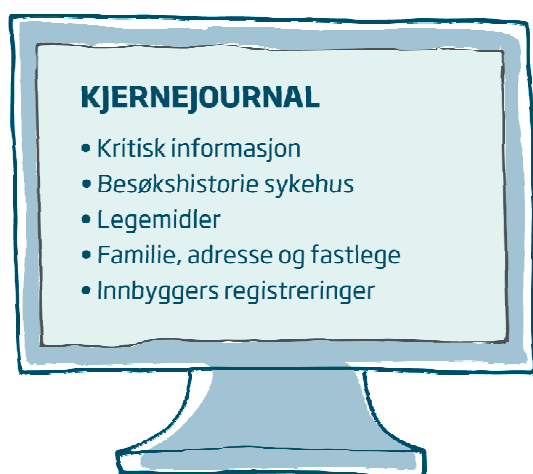 KJERNEJOURNAL
• Kritisk informasjon
• Besøkshistorie sykehus
• Legemidler
• Familie, adresse og fastlege
• Innbyggers registreringer